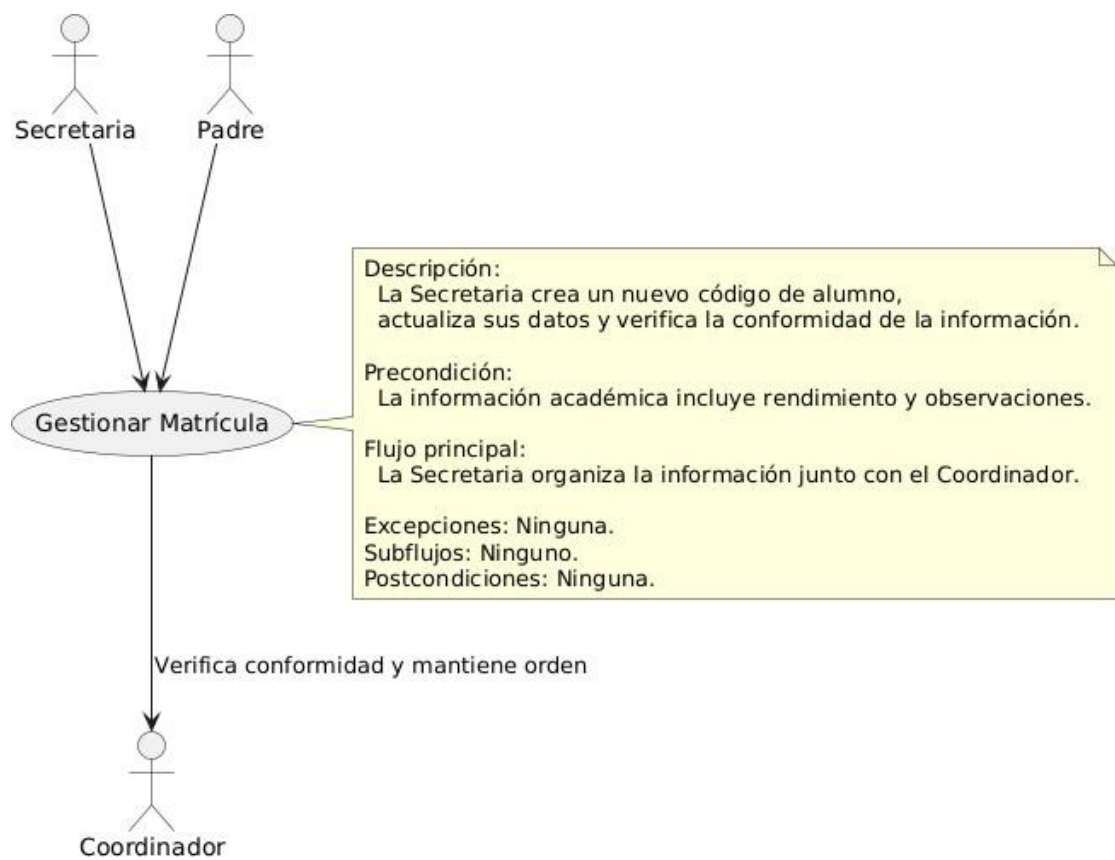 Secretaria
Padre
Descripción:
La Secretaria crea un nuevo código de alumno,
actualiza sus datos y verifica la conformidad de la información.
Precondición:
La información académica incluye rendimiento y observaciones.
Gestionar Matrícula
Flujo principal:
La Secretaria organiza la información junto con el Coordinador.
Excepciones: Ninguna.
Subflujos: Ninguno.
Postcondiciones: Ninguna.
Verifica conformidad y mantiene orden
Coordinador